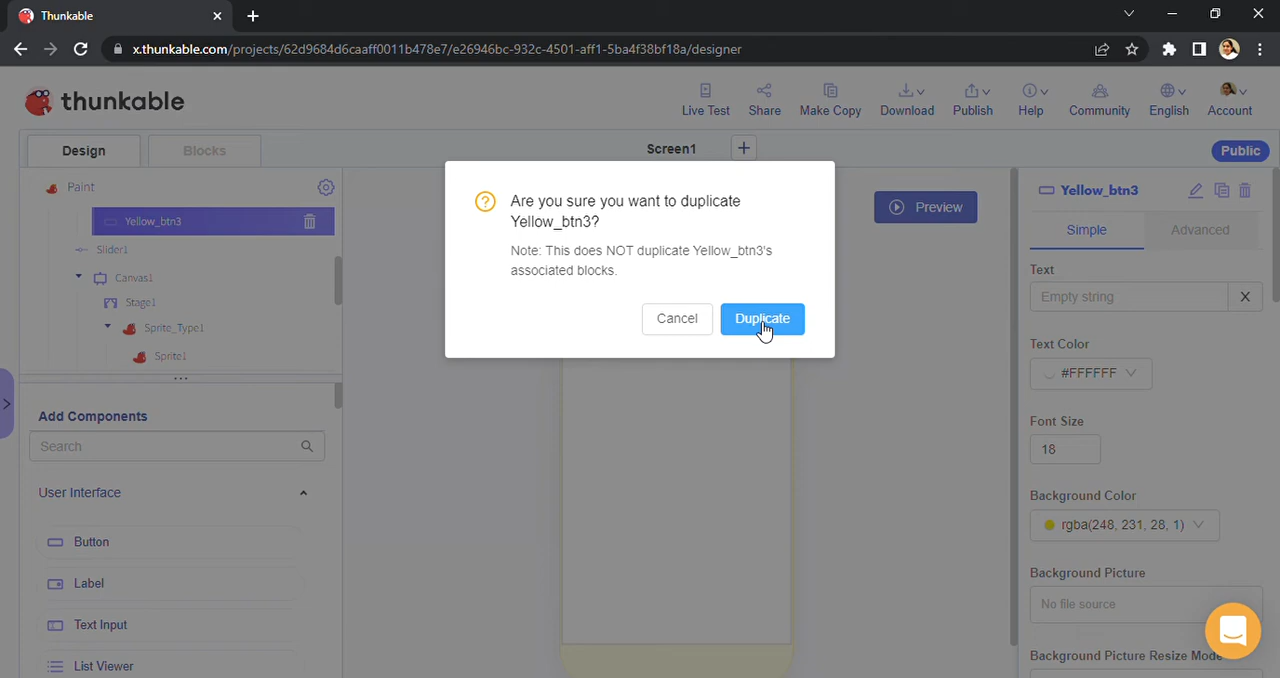 Thunkable
x.thunkable.com/projects/62d9684d6caaff0011b478e7/e26946bc-932c-4501-aff1-5ba4f38bf18a/designer
thunkable
Live Test
Share
Make Copy
Download
Publish
Help
Community
English
Account
Design
Blocks
Screen1
Public
Paint
Yellow_btn3
Slider1
Canvas1
Stage1
Sprite_Type1
Sprite1
Add Components
Search
User Interface
Button
Label
Text Input
List Viewer
Are you sure you want to duplicate
Yellow_btn3?
Note: This does NOT duplicate Yellow_btn3's
associated blocks.
Cancel
Duplicate
Preview
Yellow_btn3
Simple
Advanced
Text
Empty string
Text Color
#FFFFFF
Font Size
18
Background Color
rgba(248, 231, 28, 1)
Background Picture
No file source
Background Picture Resize Mode